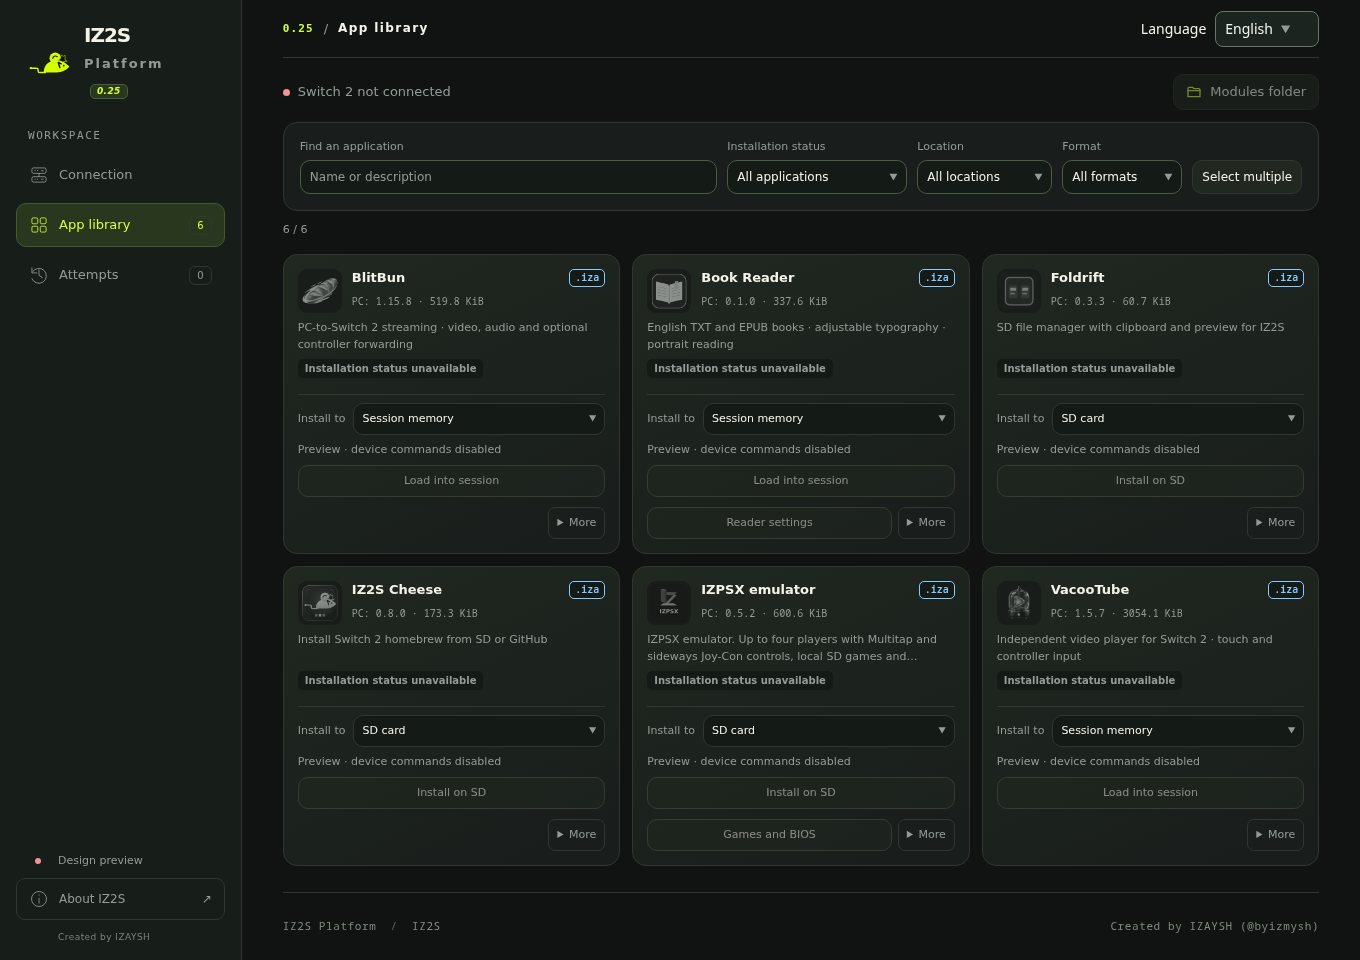 IZ2S
Platform
0.25
WORKSPACE
Connection
App library 6
Attempts 0
Design preview
About IZ2S ↗
Created by IZAYSH
0.25 / App library
Language English
Switch 2 not connected
Modules folder
Find an application
Name or description
Installation status
All applications
Location
All locations
Format
All formats
Select multiple
6 / 6
BlitBun .iza
PC: 1.15.8 · 519.8 KiB
PC-to-Switch 2 streaming · video, audio and optional
controller forwarding
Installation status unavailable
Install to Session memory
Preview · device commands disabled
Load into session
More
Book Reader .iza
PC: 0.1.0 · 337.6 KiB
English TXT and EPUB books · adjustable typography ·
portrait reading
Installation status unavailable
Install to Session memory
Preview · device commands disabled
Load into session
Reader settings More
Foldrift .iza
PC: 0.3.3 · 60.7 KiB
SD file manager with clipboard and preview for IZ2S
Installation status unavailable
Install to SD card
Preview · device commands disabled
Install on SD
More
IZ2S Cheese .iza
PC: 0.8.0 · 173.3 KiB
Install Switch 2 homebrew from SD or GitHub
Installation status unavailable
Install to SD card
Preview · device commands disabled
Install on SD
More
IZ
IZPSX
IZPSX emulator .iza
PC: 0.5.2 · 600.6 KiB
IZPSX emulator. Up to four players with Multitap and
sideways Joy-Con controls, local SD games and…
Installation status unavailable
Install to SD card
Preview · device commands disabled
Install on SD
Games and BIOS More
VacooTube .iza
PC: 1.5.7 · 3054.1 KiB
Independent video player for Switch 2 · touch and
controller input
Installation status unavailable
Install to Session memory
Preview · device commands disabled
Load into session
More
IZ2S Platform / IZ2S
Created by IZAYSH (@byizmysh)